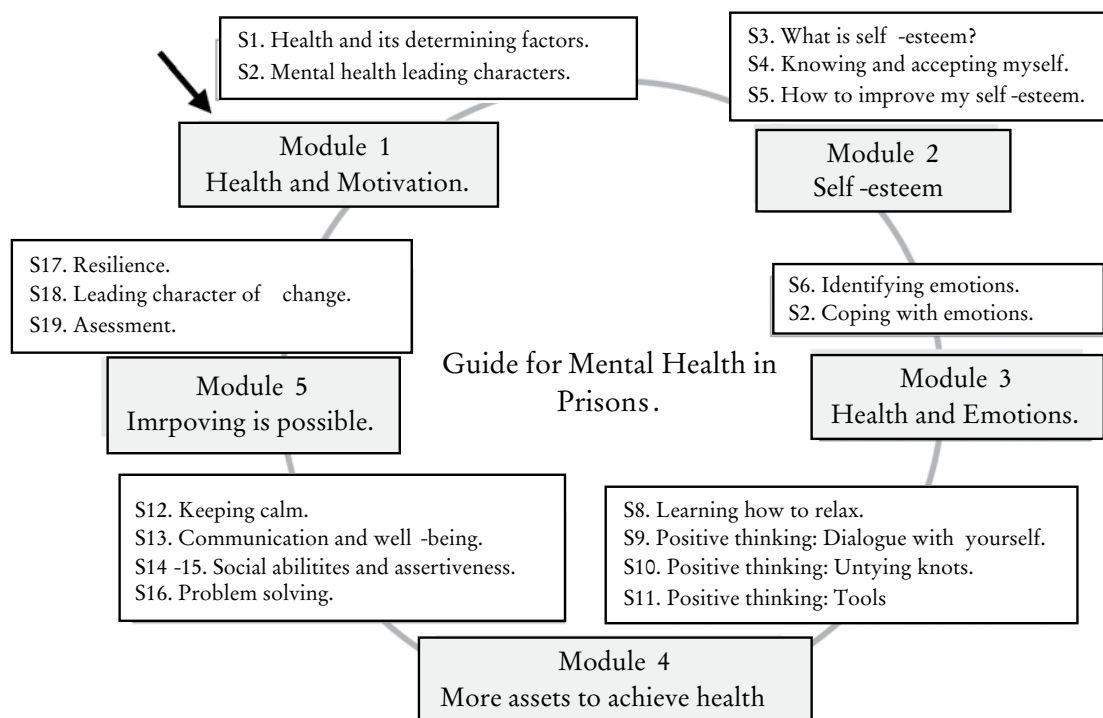 S1. Health and its determining factors.
S2. Mental health leading characters.
Module 1
Health and Motivation.
S3. What is self -esteem?
S4. Knowing and accepting myself.
S5. How to improve my self -esteem.
Module 2
Self -esteem
S6. Identifying emotions.
S2. Coping with emotions.
Module 3
Health and Emotions.
S8. Learning how to relax.
S9. Positive thinking: Dialogue with yourself.
S10. Positive thinking: Untying knots.
S11. Positive thinking: Tools
Module 4
More assets to achieve health
S12. Keeping calm.
S13. Communication and well -being.
S14 -15. Social abilitites and assertiveness.
S16. Problem solving.
Module 5
Imrpoving is possible.
S17. Resilience.
S18. Leading character of change.
S19. Asessment.
Guide for Mental Health in
Prisons.